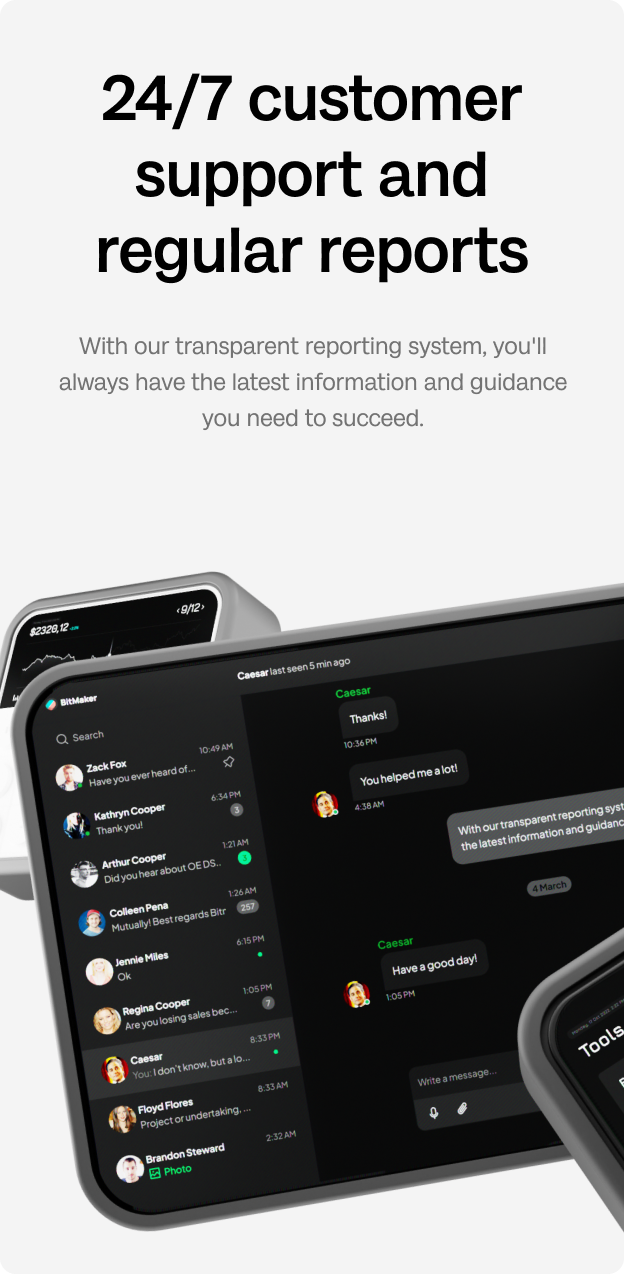 24/7 customer
support and
regular reports
With our transparent reporting system, you'll
always have the latest information and guidance
you need to succeed.
$2320,12
‹ 9/12 ›
BitMaker
Caesar last seen 5 min ago
Search
Zack Fox 10:49 AM
Have you ever heard of...
Kathryn Cooper 6:34 PM
Thank you! 3
Arthur Cooper 1:21 AM
Did you hear about OE DS.. 3
Colleen Pena 1:26 AM
Mutually! Best regards Bitr 257
Jennie Miles 6:15 PM
Ok
Regina Cooper 1:05 PM
Are you losing sales bec... 7
Caesar 8:33 PM
You: I don't know, but a lo...
Floyd Flores 8:33 AM
Project or undertaking, ...
Brandon Steward 2:32 AM
Photo
Caesar
Thanks!
10:36 PM
You helped me a lot!
4:38 AM
With our transparent reporting syst
the latest information and guidanc
4 March
Caesar
Have a good day!
1:05 PM
Write a message...
Tools